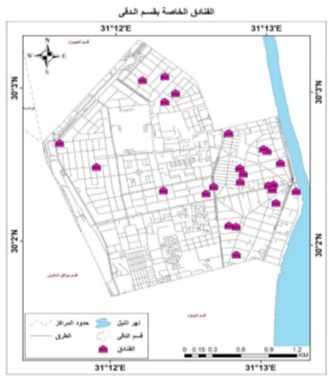 الفنادق الخاصة بقسم الدقى
31°12'E
31°13'E
N
W
E
S
قسم العجوزة
30°3'N
30°3'N
30°2'N
30°2'N
قسم بولاق الدكرور
قسم الجيزة
نهر النيل
حدود المراكز
قسم الدقى
الطرق
الفنادق
0 0.15 0.3 0.6 0.9 1.2
KM
31°12'E
31°13'E